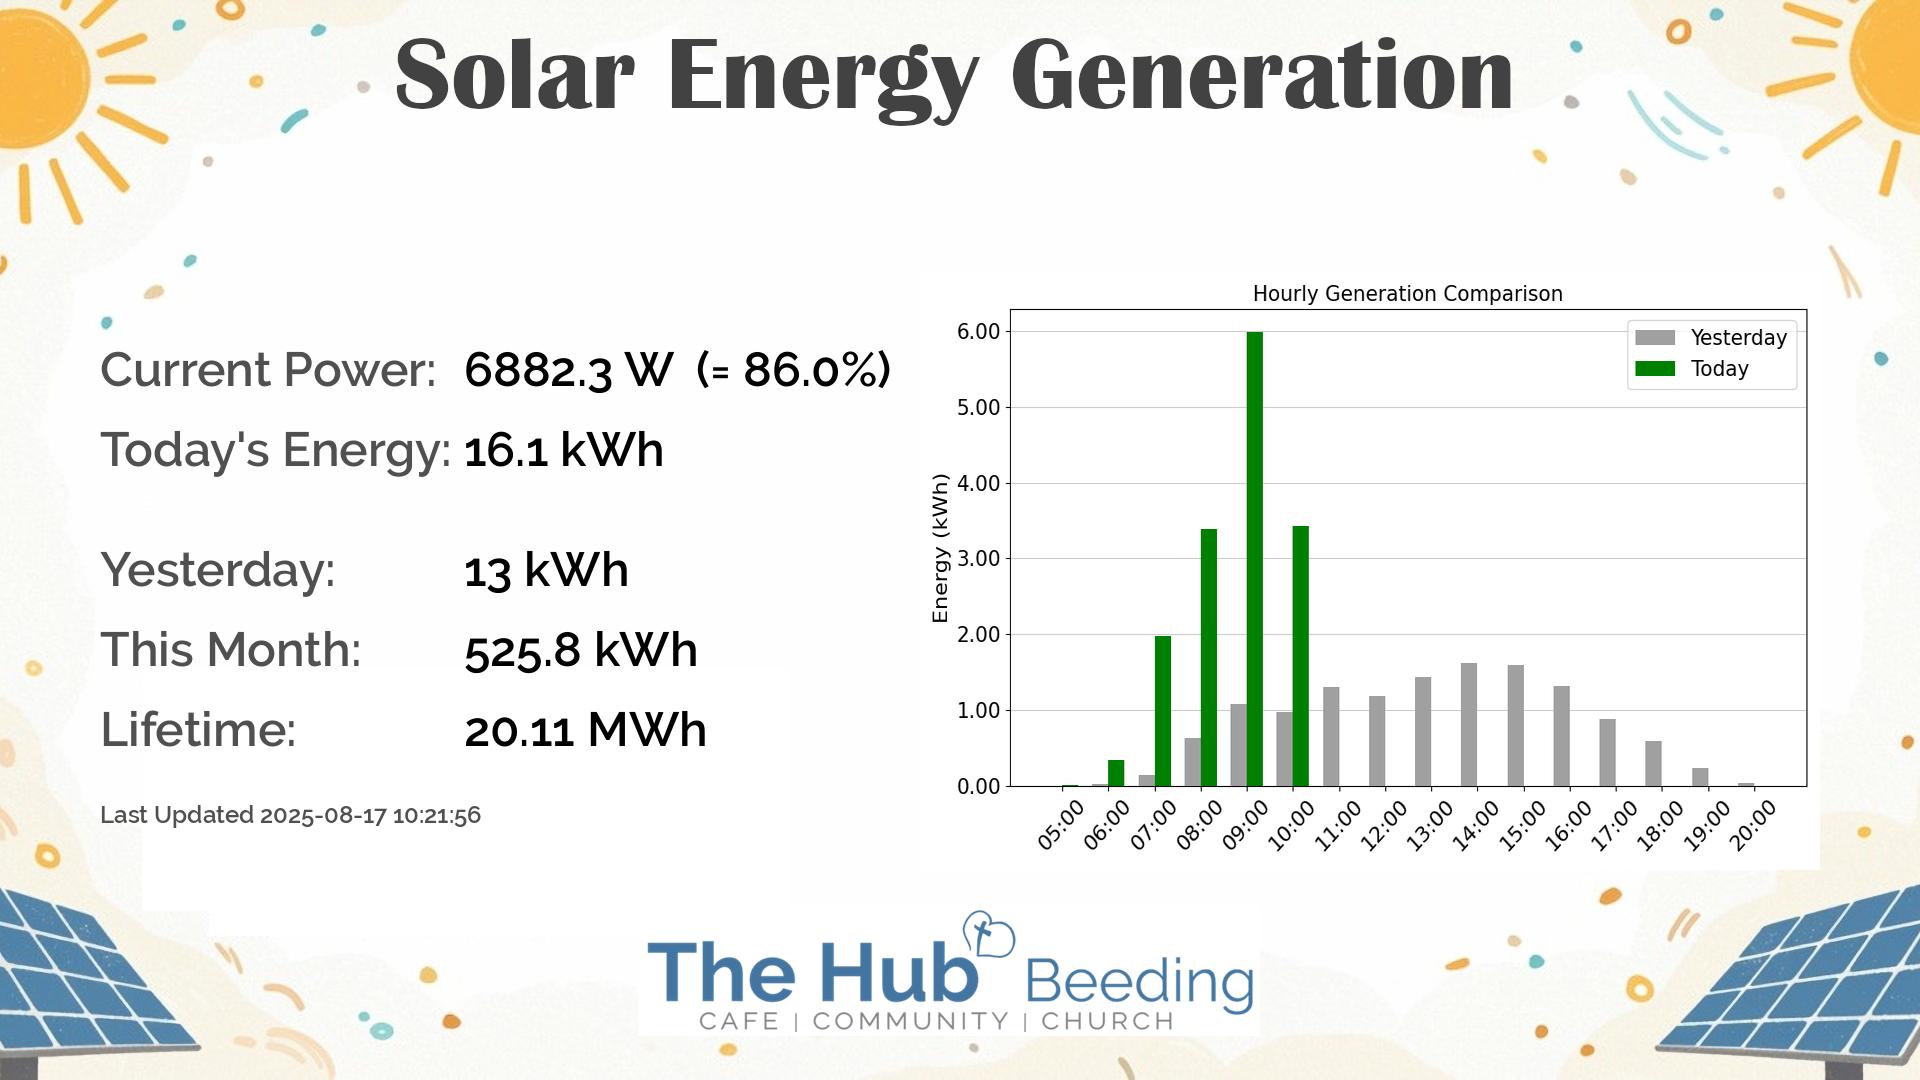 Solar Energy Generation
Current Power: 6882.3 W (= 86.0%)
Today's Energy: 16.1 kWh
Yesterday: 13 kWh
This Month: 525.8 kWh
Lifetime: 20.11 MWh
Last Updated 2025-08-17 10:21:56
Hourly Generation Comparison
Yesterday
Today
Energy (kWh)
6.00
5.00
4.00
3.00
2.00
1.00
0.00
05:00 06:00 07:00 08:00 09:00 10:00 11:00 12:00 13:00 14:00 15:00 16:00 17:00 18:00 19:00 20:00
The Hub Beeding
CAFE | COMMUNITY | CHURCH